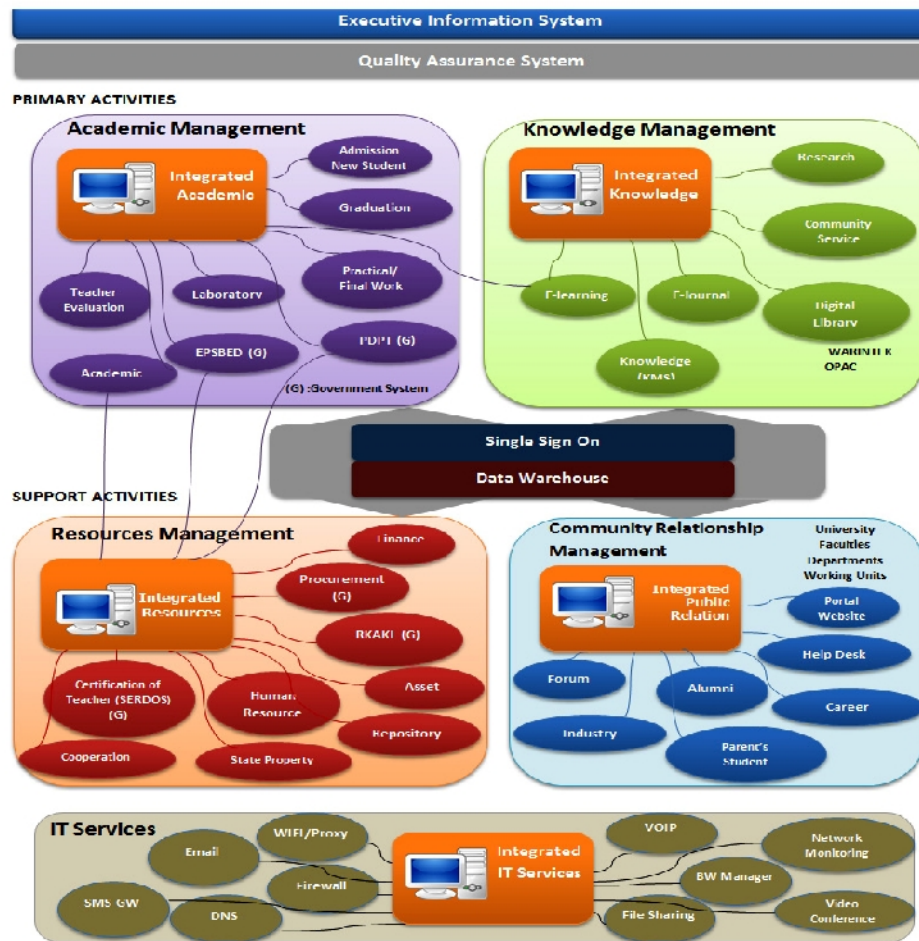 Executive Information System
Quality Assurance System
PRIMARY ACTIVITIES
Academic Management
Integrated
Academic
Admission
New Student
Graduation
Practical/
Final Work
Teacher
Evaluation
Laboratory
PDPT (G)
EPSBED (G)
Academic
(G) :Government System
Knowledge Management
Integrated
Knowledge
Research
Community
Service
E-learning
E-Journal
Digital
Library
Knowledge
(KMS)
WARINTEK
OPAC
Single Sign On
Data Warehouse
SUPPORT ACTIVITIES
Resources Management
Integrated
Resources
Finance
Procurement
(G)
RKAKL (G)
Asset
Certification of
Teacher (SERDOS)
(G)
Human
Resource
Repository
Cooperation
State Property
Community Relationship
Management
University
Faculties
Departments
Working Units
Integrated
Public
Relation
Portal
Website
Help Desk
Forum
Alumni
Career
Industry
Parent's
Student
IT Services
Integrated
IT Services
WIFI/Proxy
Email
Firewall
SMS GW
DNS
VOIP
Network
Monitoring
BW Manager
File Sharing
Video
Conference